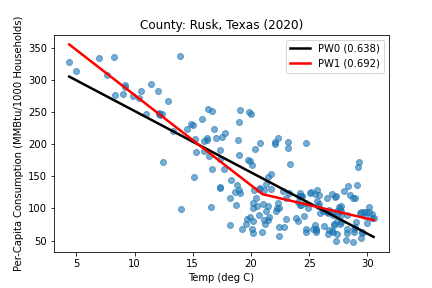 County: Rusk, Texas (2020)
PW0 (0.638)
PW1 (0.692)
Per-Capita Consumption (MMBtu/1000 Households)
350
300
250
200
150
100
50
5 10 15 20 25 30
Temp (deg C)